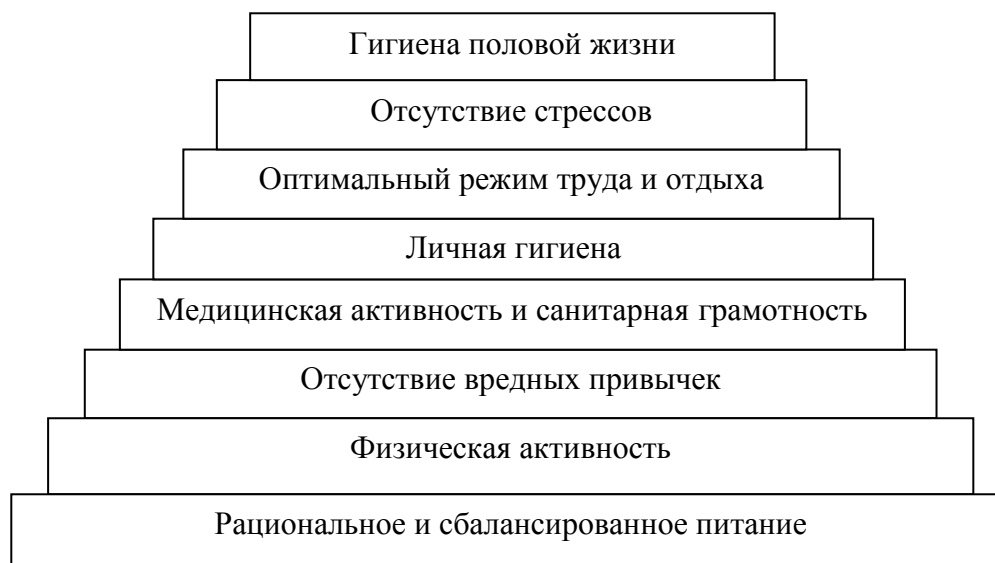 Гигиена половой жизни
Отсутствие стрессов
Оптимальный режим труда и отдыха
Личная гигиена
Медицинская активность и санитарная грамотность
Отсутствие вредных привычек
Физическая активность
Рациональное и сбалансированное питание